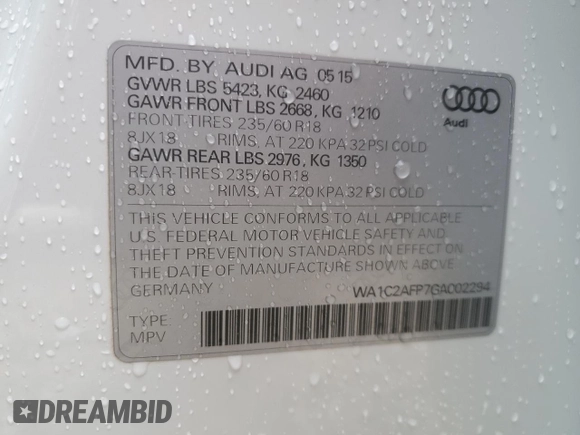 MFD. BY AUDI AG 05 15
GVWR LBS 5423, KG 2460
GAWR FRONT LBS 2668, KG 1210
FRONT-TIRES 235/60 R18
8JX18 RIMS, AT 220 KPA 32 PSI COLD
GAWR REAR LBS 2976, KG 1350
REAR-TIRES 235/60 R18
8JX18 RIMS, AT 220 KPA 32 PSI COLD
Audi
THIS VEHICLE CONFORMS TO ALL APPLICABLE
U.S. FEDERAL MOTOR VEHICLE SAFETY AND
THEFT PREVENTION STANDARDS IN EFFECT ON
THE DATE OF MANUFACTURE SHOWN ABOVE.
GERMANY
WA1C2AFP7GA002294
TYPE
MPV
DREAMBID